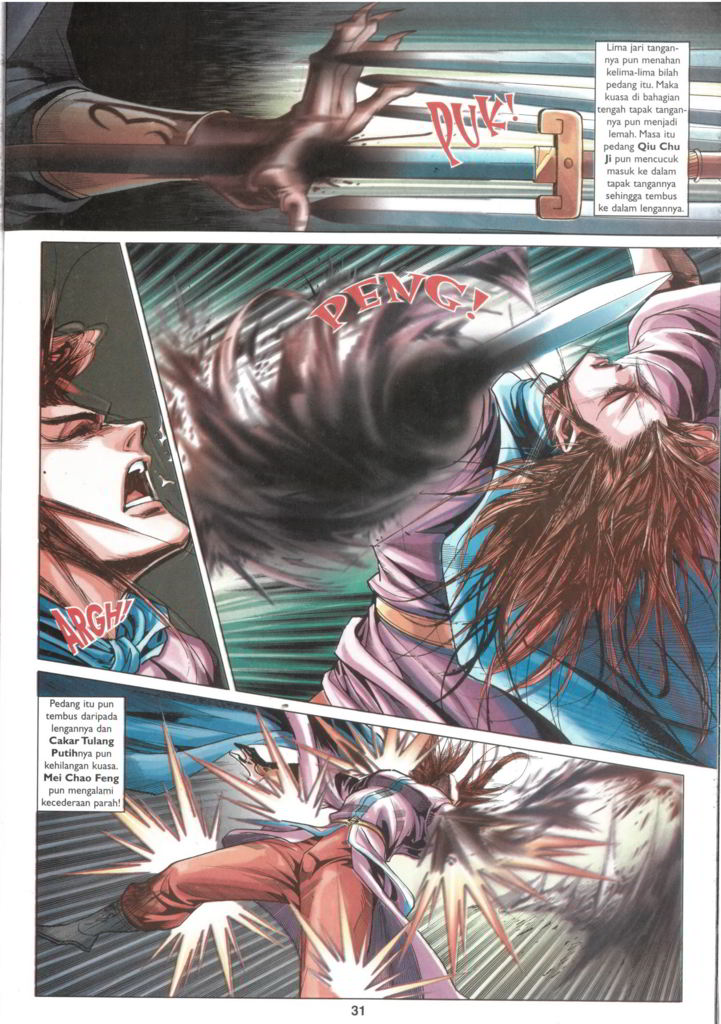 Lima jari tangan-
nya pun menahan
kelima-lima bilah
pedang itu. Maka
kuasa di bahagian
tengah tapak tangan-
nya pun menjadi
lemah. Masa itu
pedang Qiu Chu
Ji pun mencucuk
masuk ke dalam
tapak tangannya
sehingga tembus
ke dalam lengannya.
PUK!
PENG!
ARGH!
Pedang itu pun
tembus daripada
lengannya dan
Cakar Tulang
Putihnya pun
kehilangan kuasa.
Mei Chao Feng
pun mengalami
kecederaan parah!
31